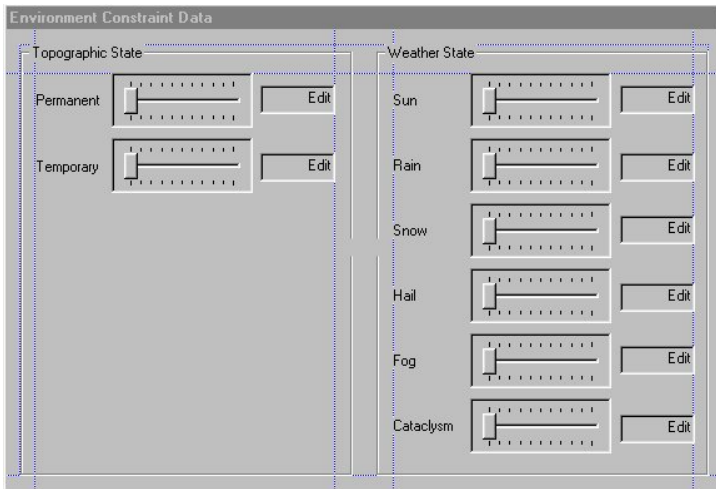 Environment Constraint Data
Topographic State
Permanent Edit
Temporary Edit
Weather State
Sun Edit
Rain Edit
Snow Edit
Hail Edit
Fog Edit
Cataclysm Edit